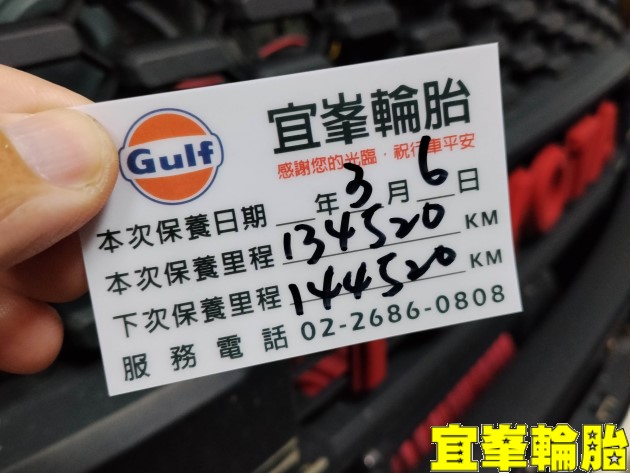 Gulf
宜峯輪胎
感謝您的光臨．祝行車平安
本次保養日期 __年 3 月 6 日
本次保養里程 134520 KM
下次保養里程 144520 KM
服務電話 02-2686-0808
宜峯輪胎